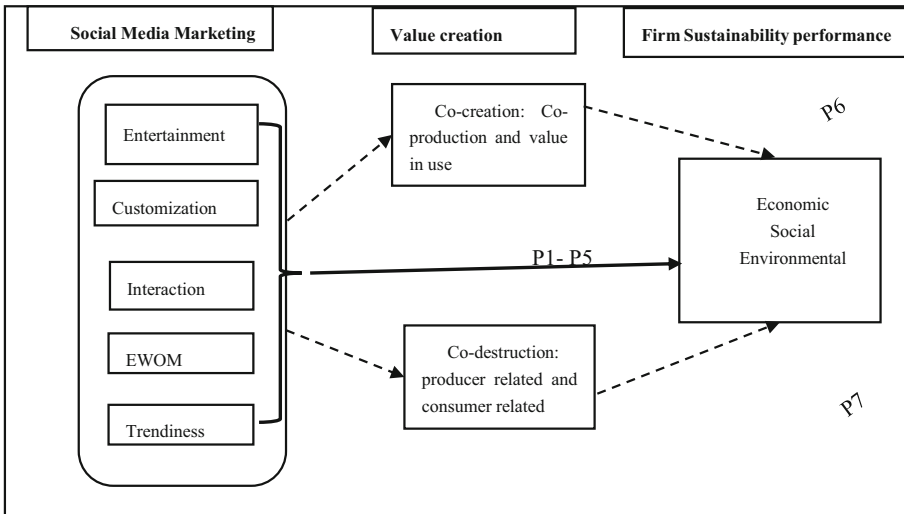 Social Media Marketing
Value creation
Firm Sustainability performance
Entertainment
Customization
Interaction
EWOM
Trendiness
Co-creation: Co-
production and value
in use
P1- P5
Co-destruction:
producer related and
consumer related
P6
Economic
Social
Environmental
P7